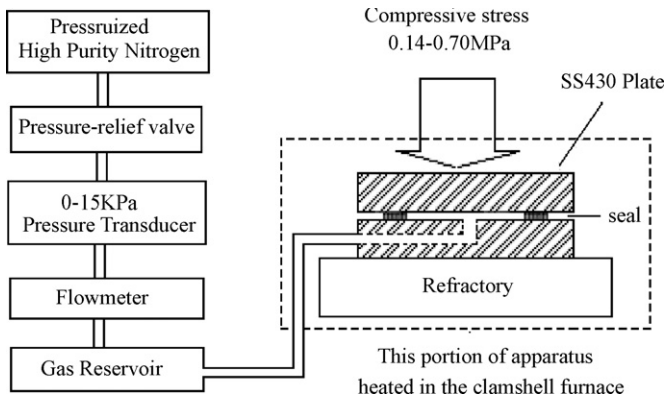 Pressruized
High Purity Nitrogen
Pressure-relief valve
0-15KPa
Pressure Transducer
Flowmeter
Gas Reservoir
Compressive stress
0.14-0.70MPa
SS430 Plate
seal
Refractory
This portion of apparatus
heated in the clamshell furnace